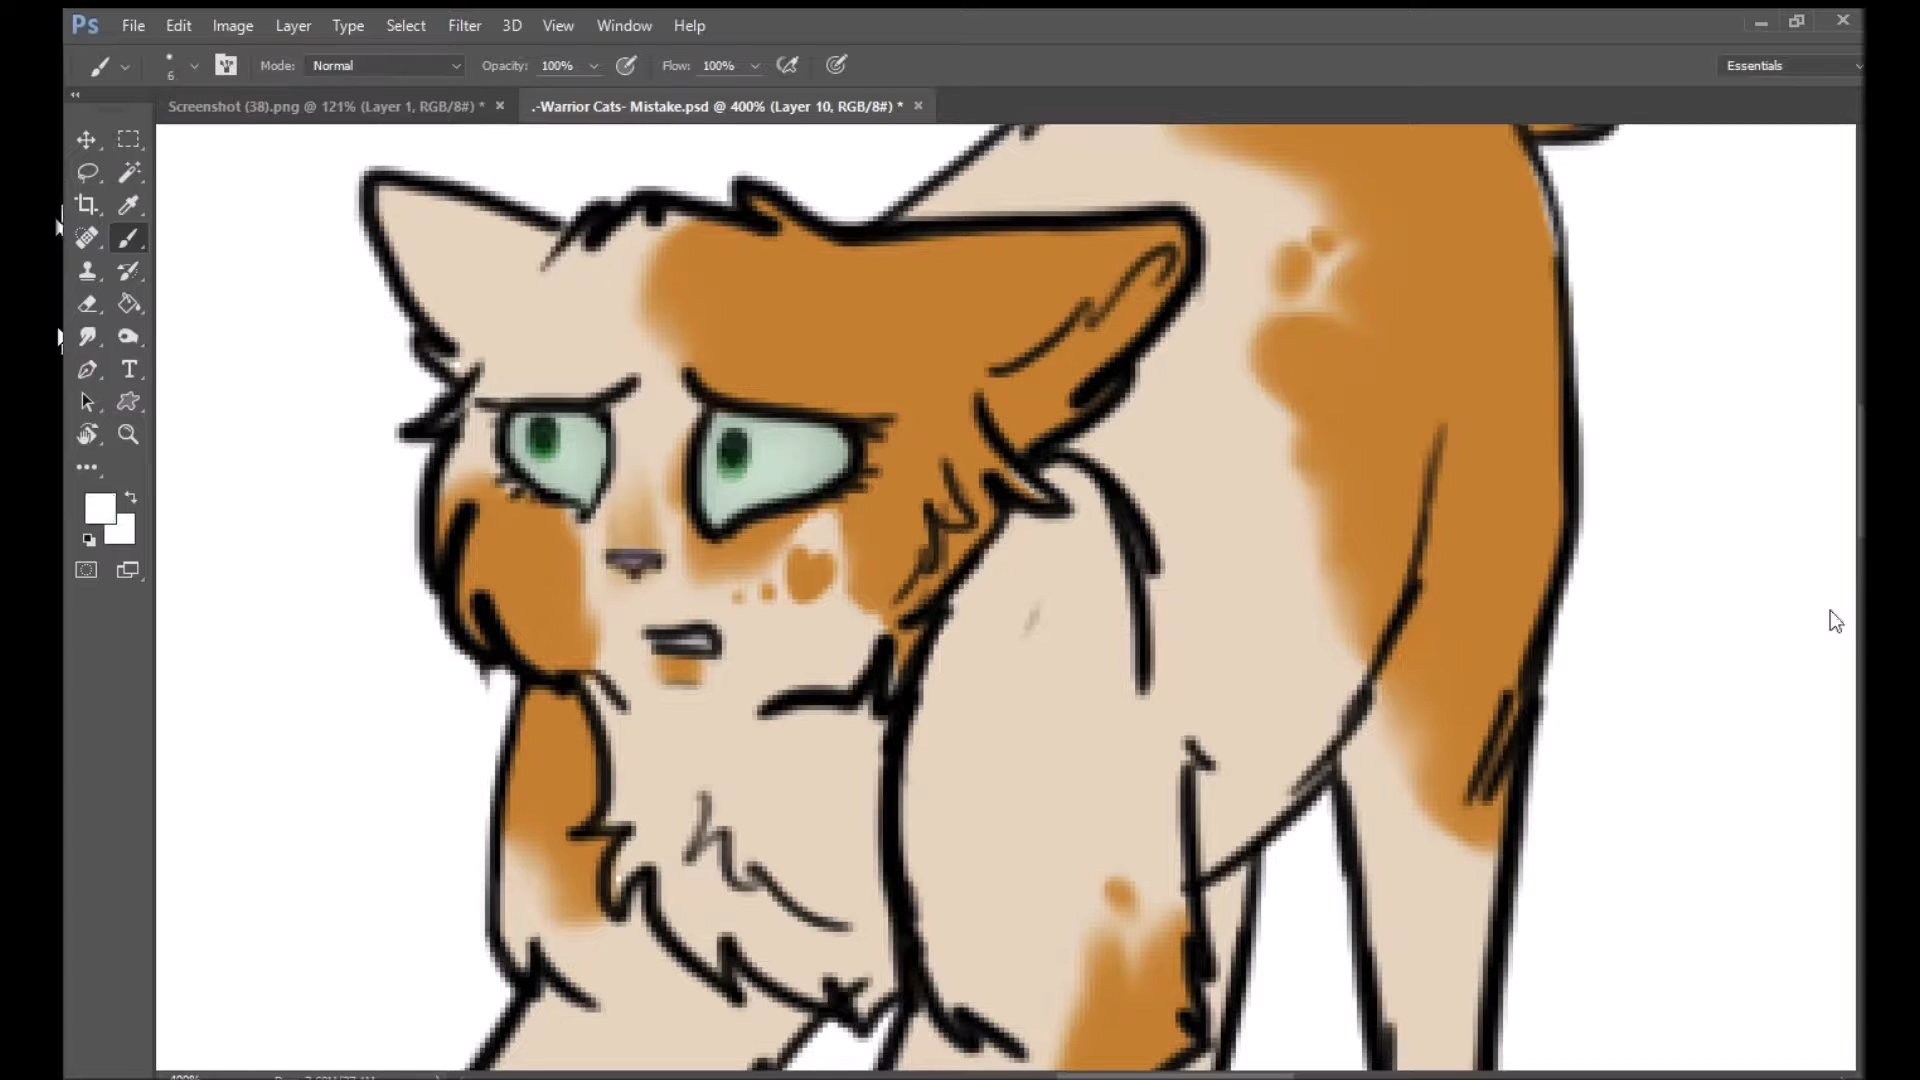 Ps File Edit Image Layer Type Select Filter 3D View Window Help
6 Mode: Normal Opacity: 100% Flow: 100% Essentials
Screenshot (38).png @ 121% (Layer 1, RGB/8#) * .-Warrior Cats- Mistake.psd @ 400% (Layer 10, RGB/8#) *
T